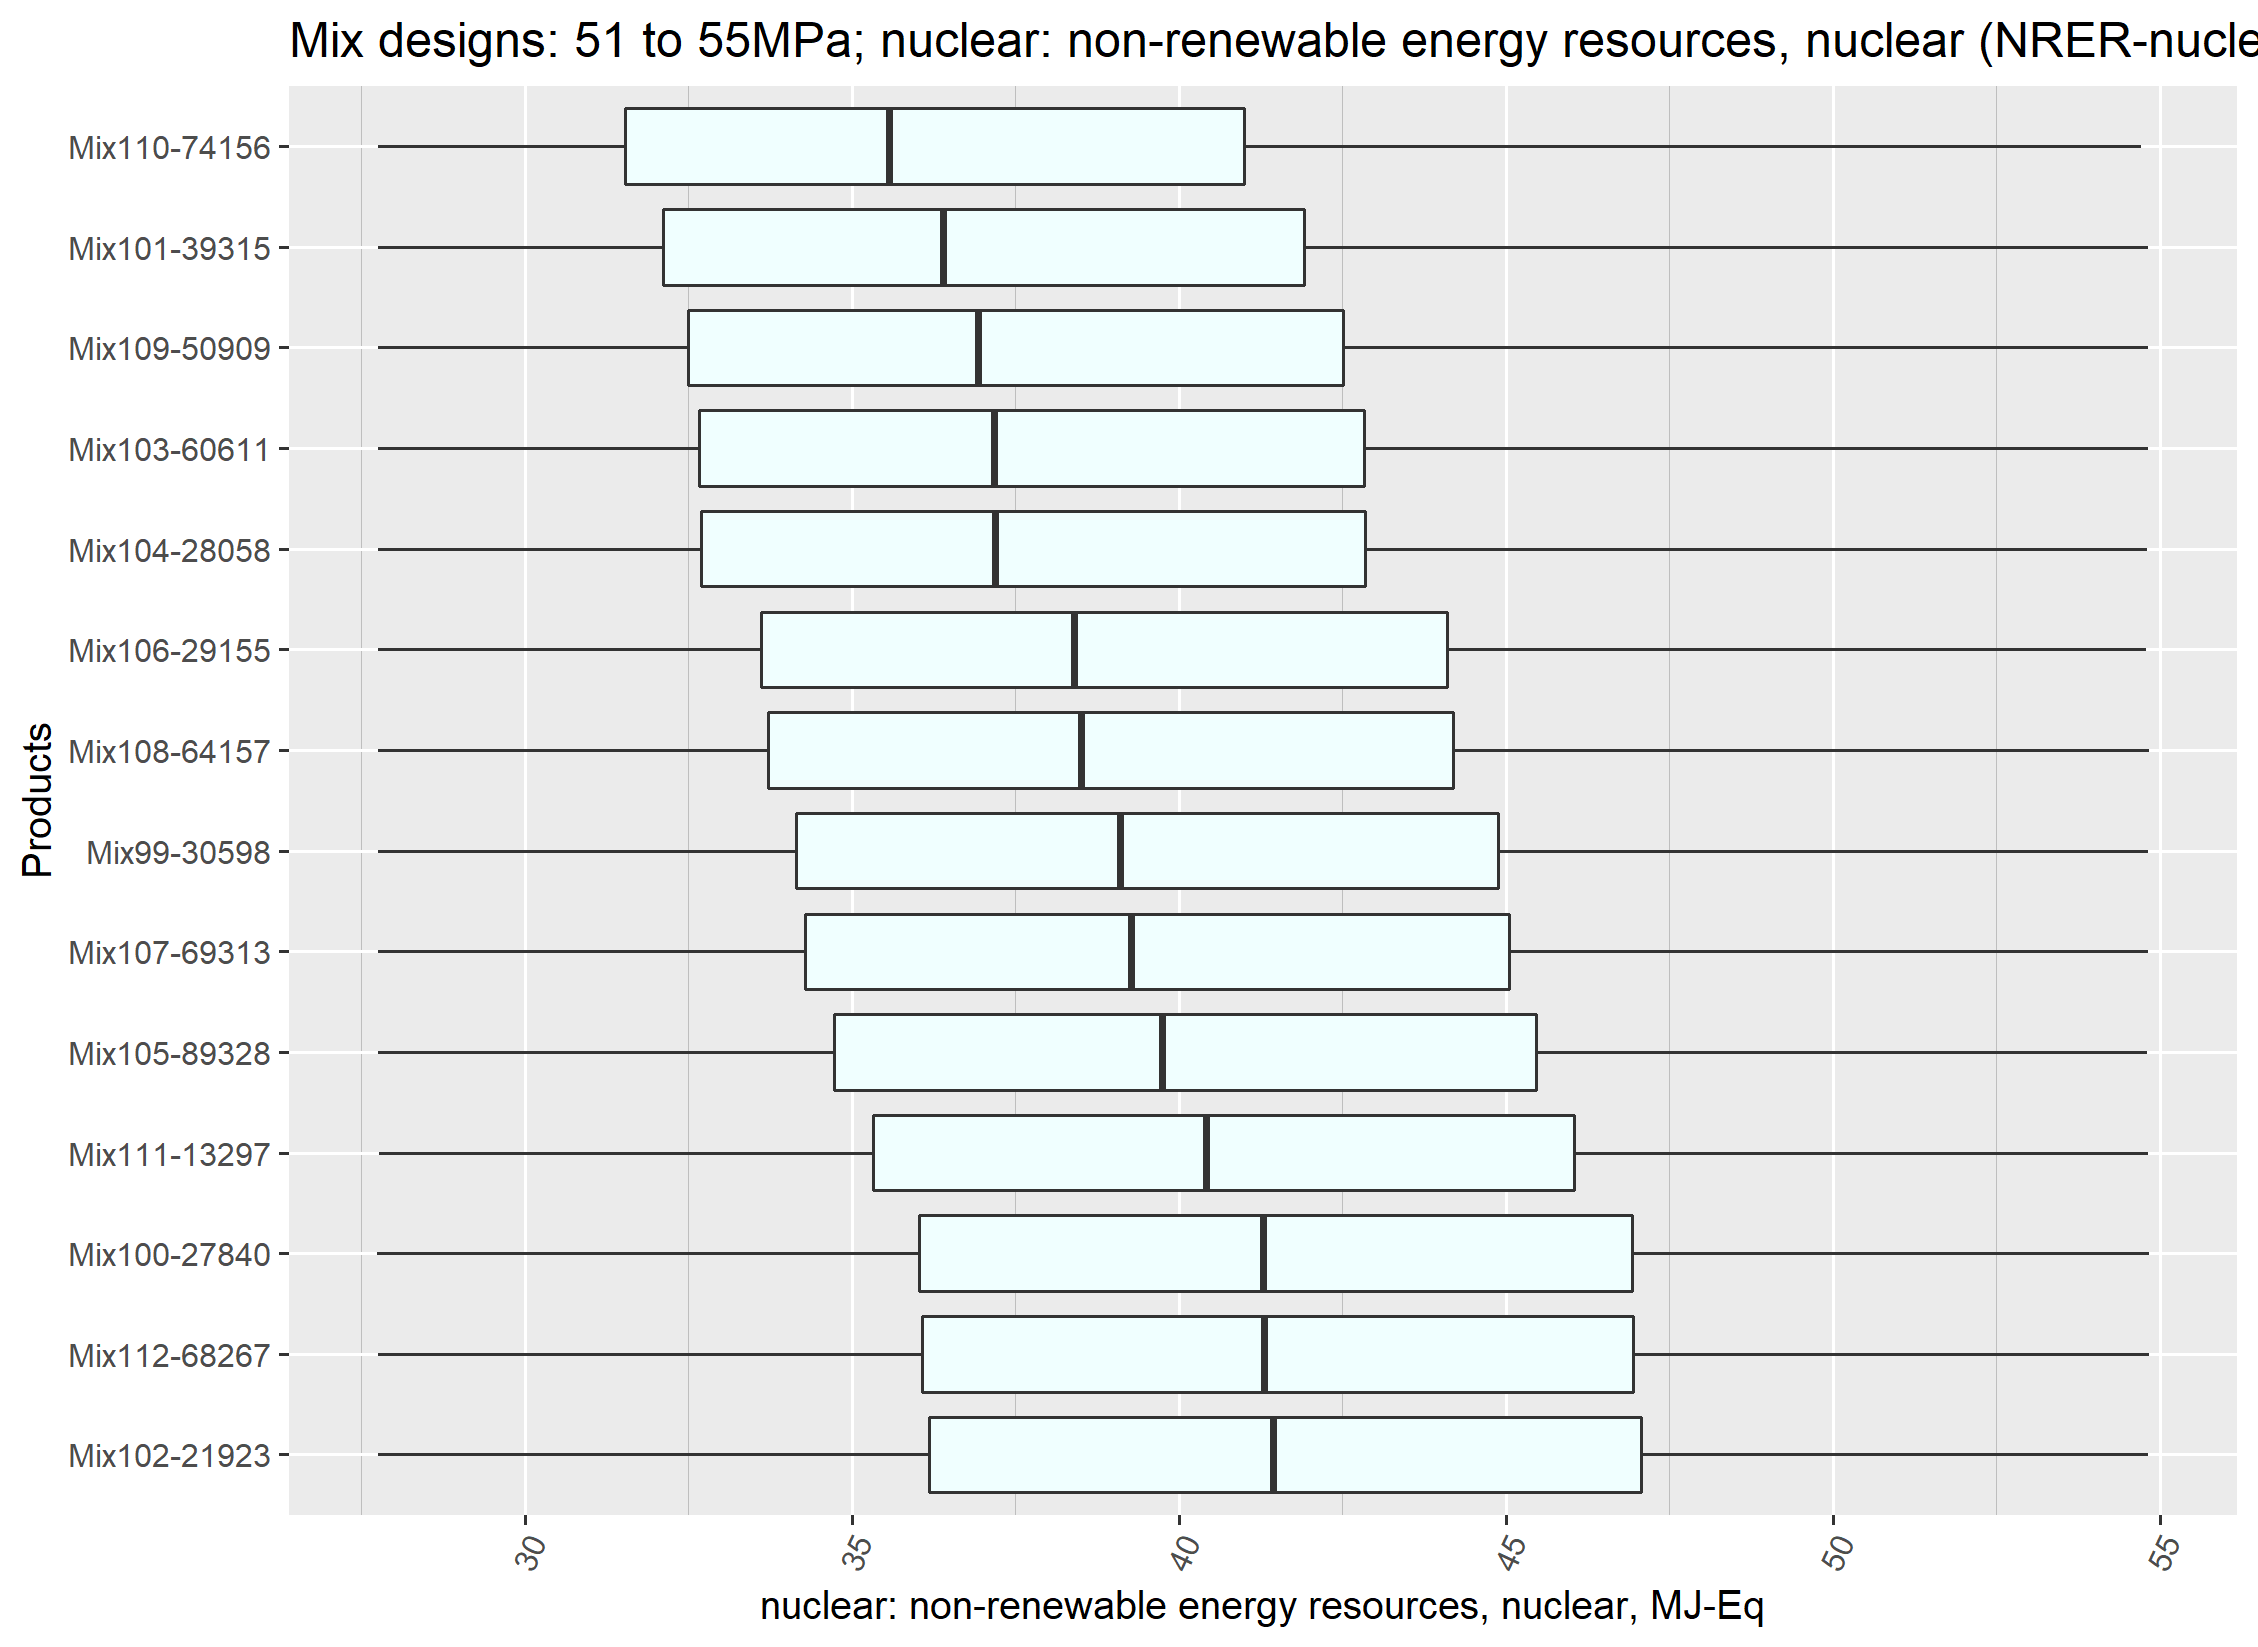 Mix designs: 51 to 55MPa; nuclear: non-renewable energy resources, nuclear (NRER-nucle
Mix110-74156
Mix101-39315
Mix109-50909
Mix103-60611
Mix104-28058
Mix106-29155
Mix108-64157
Mix99-30598
Mix107-69313
Mix105-89328
Mix111-13297
Mix100-27840
Mix112-68267
Mix102-21923
Products
30
35
40
45
50
55
nuclear: non-renewable energy resources, nuclear, MJ-Eq